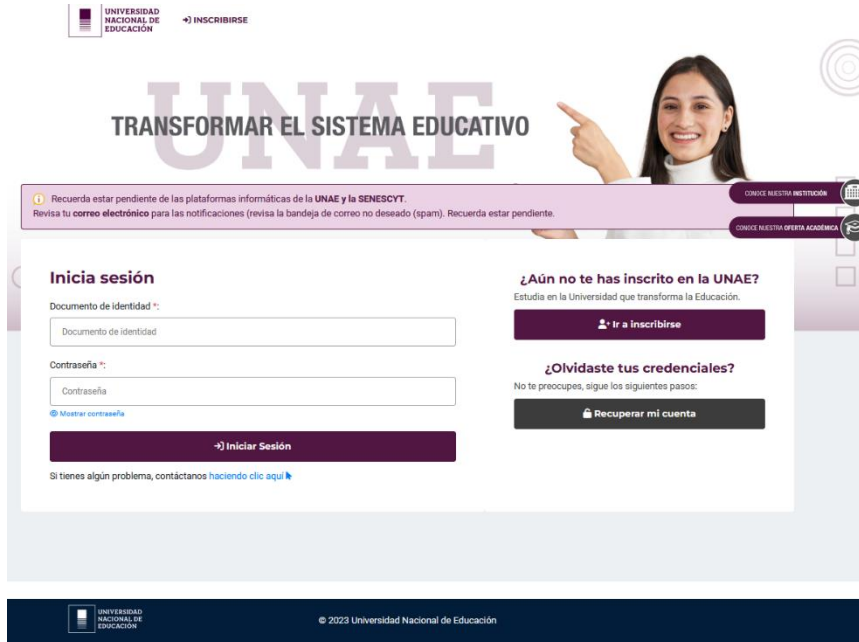 UNIVERSIDAD
NACIONAL DE
EDUCACIÓN
INSCRIBIRSE
UNAE
TRANSFORMAR EL SISTEMA EDUCATIVO
CONOCE NUESTRA INSTITUCIÓN
CONOCE NUESTRA OFERTA ACADÉMICA
Recuerda estar pendiente de las plataformas informáticas de la UNAE y la SENESCYT.
Revisa tu correo electrónico para las notificaciones (revisa la bandeja de correo no deseado (spam). Recuerda estar pendiente.
Inicia sesión
Documento de identidad *:
Documento de identidad
Contraseña *:
Contraseña
Mostrar contraseña
Iniciar Sesión
Si tienes algún problema, contáctanos haciendo clic aquí
¿Aún no te has inscrito en la UNAE?
Estudia en la Universidad que transforma la Educación.
Ir a inscribirse
¿Olvidaste tus credenciales?
No te preocupes, sigue los siguientes pasos:
Recuperar mi cuenta
UNIVERSIDAD
NACIONAL DE
EDUCACIÓN
© 2023 Universidad Nacional de Educación